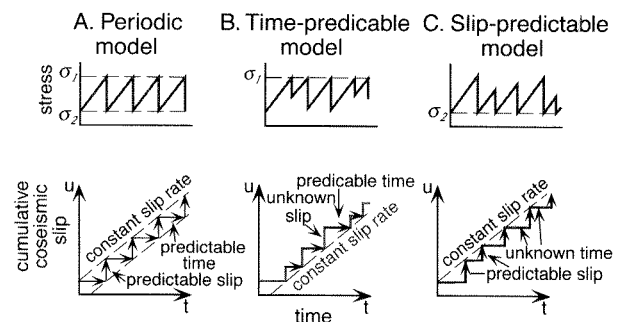 A. Periodic
model
B. Time-predicable
model
C. Slip-predictable
model
stress
σ1
σ2
σ1
σ2
cumulative
coseismic
slip
u
constant slip rate
predictable
time
predictable slip
t
u
predicable time
unknown
slip
constant slip rate
t
time
u
constant slip rate
unknown time
predictable slip
t